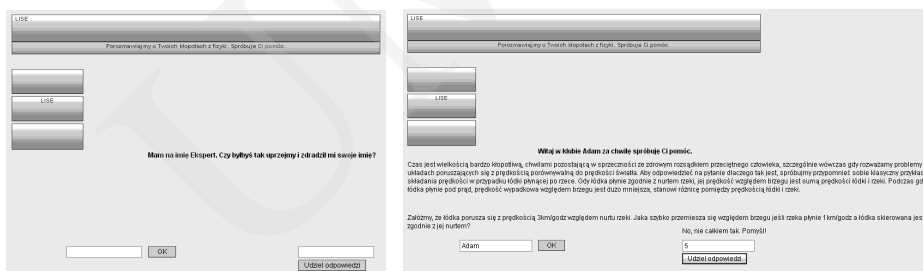 LISE
Porozmawiajmy o Twoich kłopotach z fizyki. Spróbuje Ci pomóc.
LISE
Mam na imię Ekspert. Czy byłbyś tak uprzejmy i zdradził mi swoje imię?
OK
Udziel odpowiedzi
LISE
Porozmawiajmy o Twoich kłopotach z fizyki. Spróbuje Ci pomóc.
LISE
Witaj w klubie Adam za chwilę spróbuję Ci pomóc.
Czas jest wielkością bardzo kłopotliwą, chwilami pozostającą w sprzeczności ze zdrowym rozsądkiem przeciętnego człowieka, szczególnie wówczas gdy rozważamy problemy
układach poruszających się z prędkością porównywalną do prędkości światła. Aby odpowiedzieć na pytanie dlaczego tak jest, spróbujmy przypomnieć sobie klasyczny przykład
składania prędkości w przypadku łódki płynącej po rzece. Gdy łódka płynie zgodnie z nurtem rzeki, jej prędkość względem brzegu jest sumą prędkości łódki i rzeki. Podczas gd
łódka płynie pod prąd, prędkość wypadkowa względem brzegu jest dużo mniejsza, stanowi różnicę pomiędzy prędkością łódki i rzeki.
Załóżmy, że łódka porusza się z prędkością 3km/godz względem nurtu rzeki. Jaka szybko przemiesza się względem brzegu jeśli rzeka płynie 1km/godz a łódka skierowana jes
zgodnie z jej nurtem?
No, nie całkiem tak. Pomyśl!
Adam OK 5
Udziel odpowiedzi